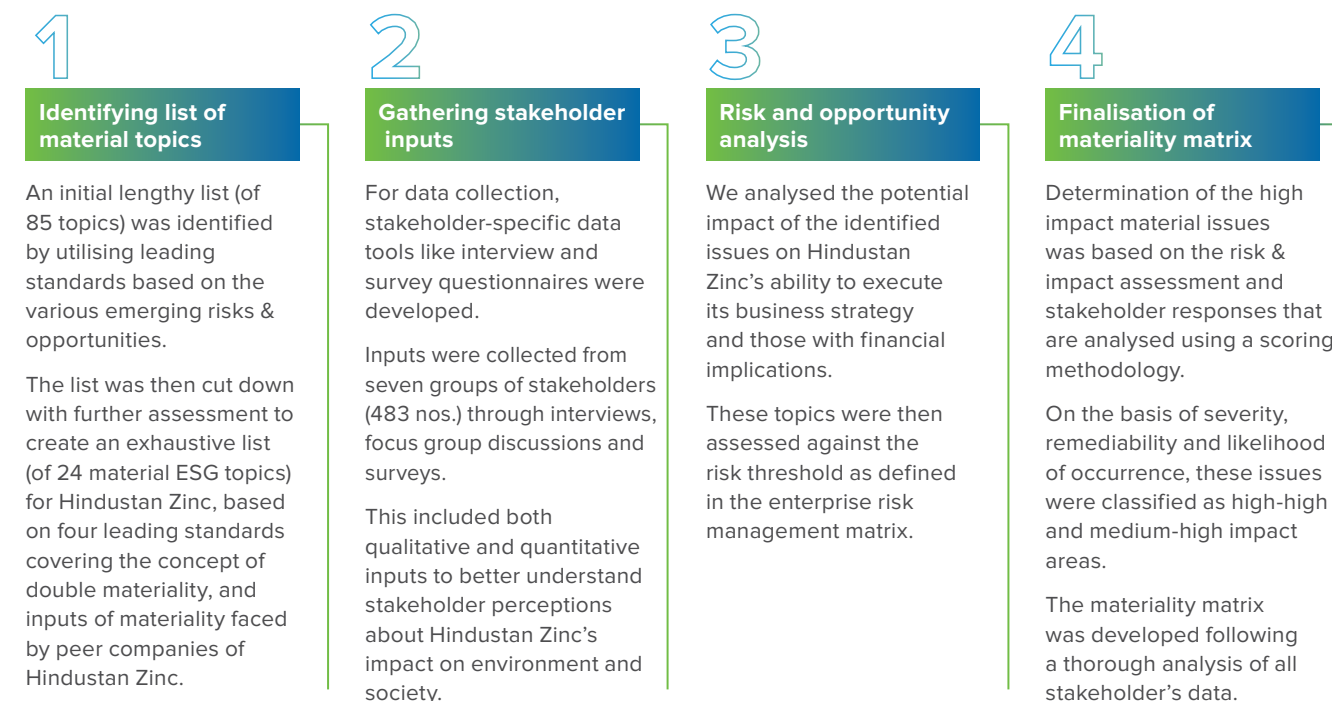 1
Identifying list of
material topics
An initial lengthy list (of
85 topics) was identified
by utilising leading
standards based on the
various emerging risks &
opportunities.
The list was then cut down
with further assessment to
create an exhaustive list
(of 24 material ESG topics)
for Hindustan Zinc, based
on four leading standards
covering the concept of
double materiality, and
inputs of materiality faced
by peer companies of
Hindustan Zinc.
2
Gathering stakeholder
inputs
For data collection,
stakeholder-specific data
tools like interview and
survey questionnaires were
developed.
Inputs were collected from
seven groups of stakeholders
(483 nos.) through interviews,
focus group discussions and
surveys.
This included both
qualitative and quantitative
inputs to better understand
stakeholder perceptions
about Hindustan Zinc's
impact on environment and
society.
3
Risk and opportunity
analysis
We analysed the potential
impact of the identified
issues on Hindustan
Zinc's ability to execute
its business strategy
and those with financial
implications.
These topics were then
assessed against the
risk threshold as defined
in the enterprise risk
management matrix.
4
Finalisation of
materiality matrix
Determination of the high
impact material issues
was based on the risk &
impact assessment and
stakeholder responses that
are analysed using a scoring
methodology.
On the basis of severity,
remediability and likelihood
of occurrence, these issues
were classified as high-high
and medium-high impact
areas.
The materiality matrix
was developed following
a thorough analysis of all
stakeholder's data.